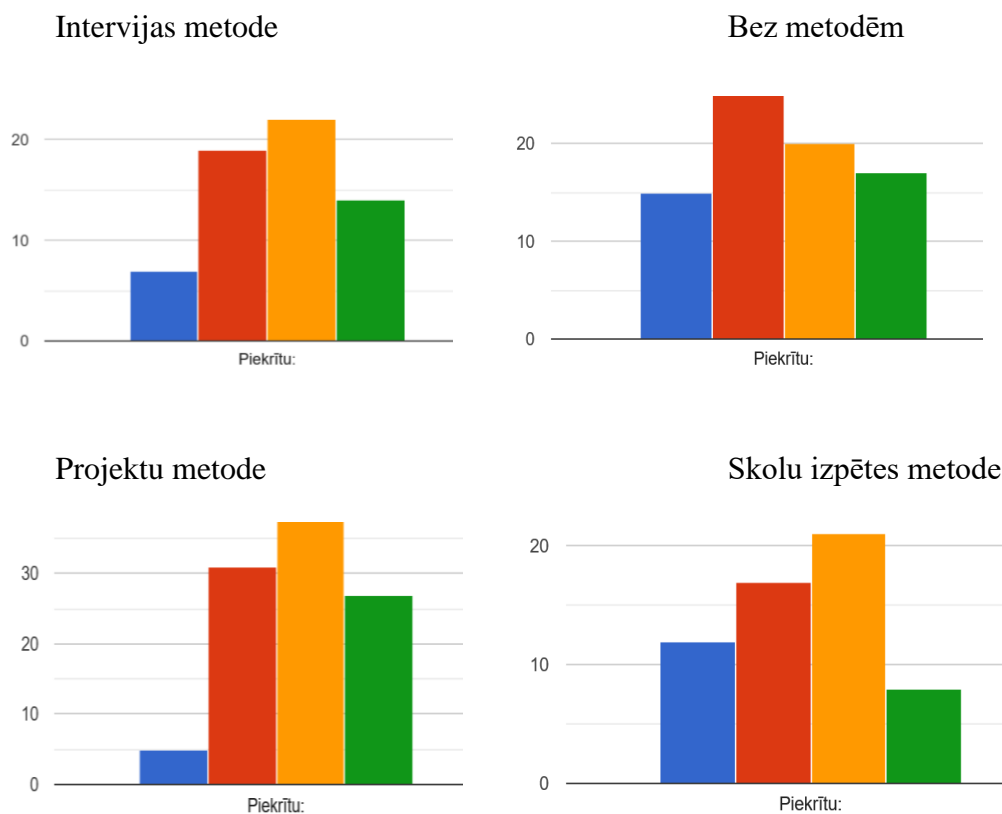 Intervijas metode
Bez metodēm
20
10
0
Piekrītu:
20
10
0
Piekrītu:
Projektu metode
Skolu izpētes metode
30
20
10
0
Piekrītu:
20
10
0
Piekrītu: